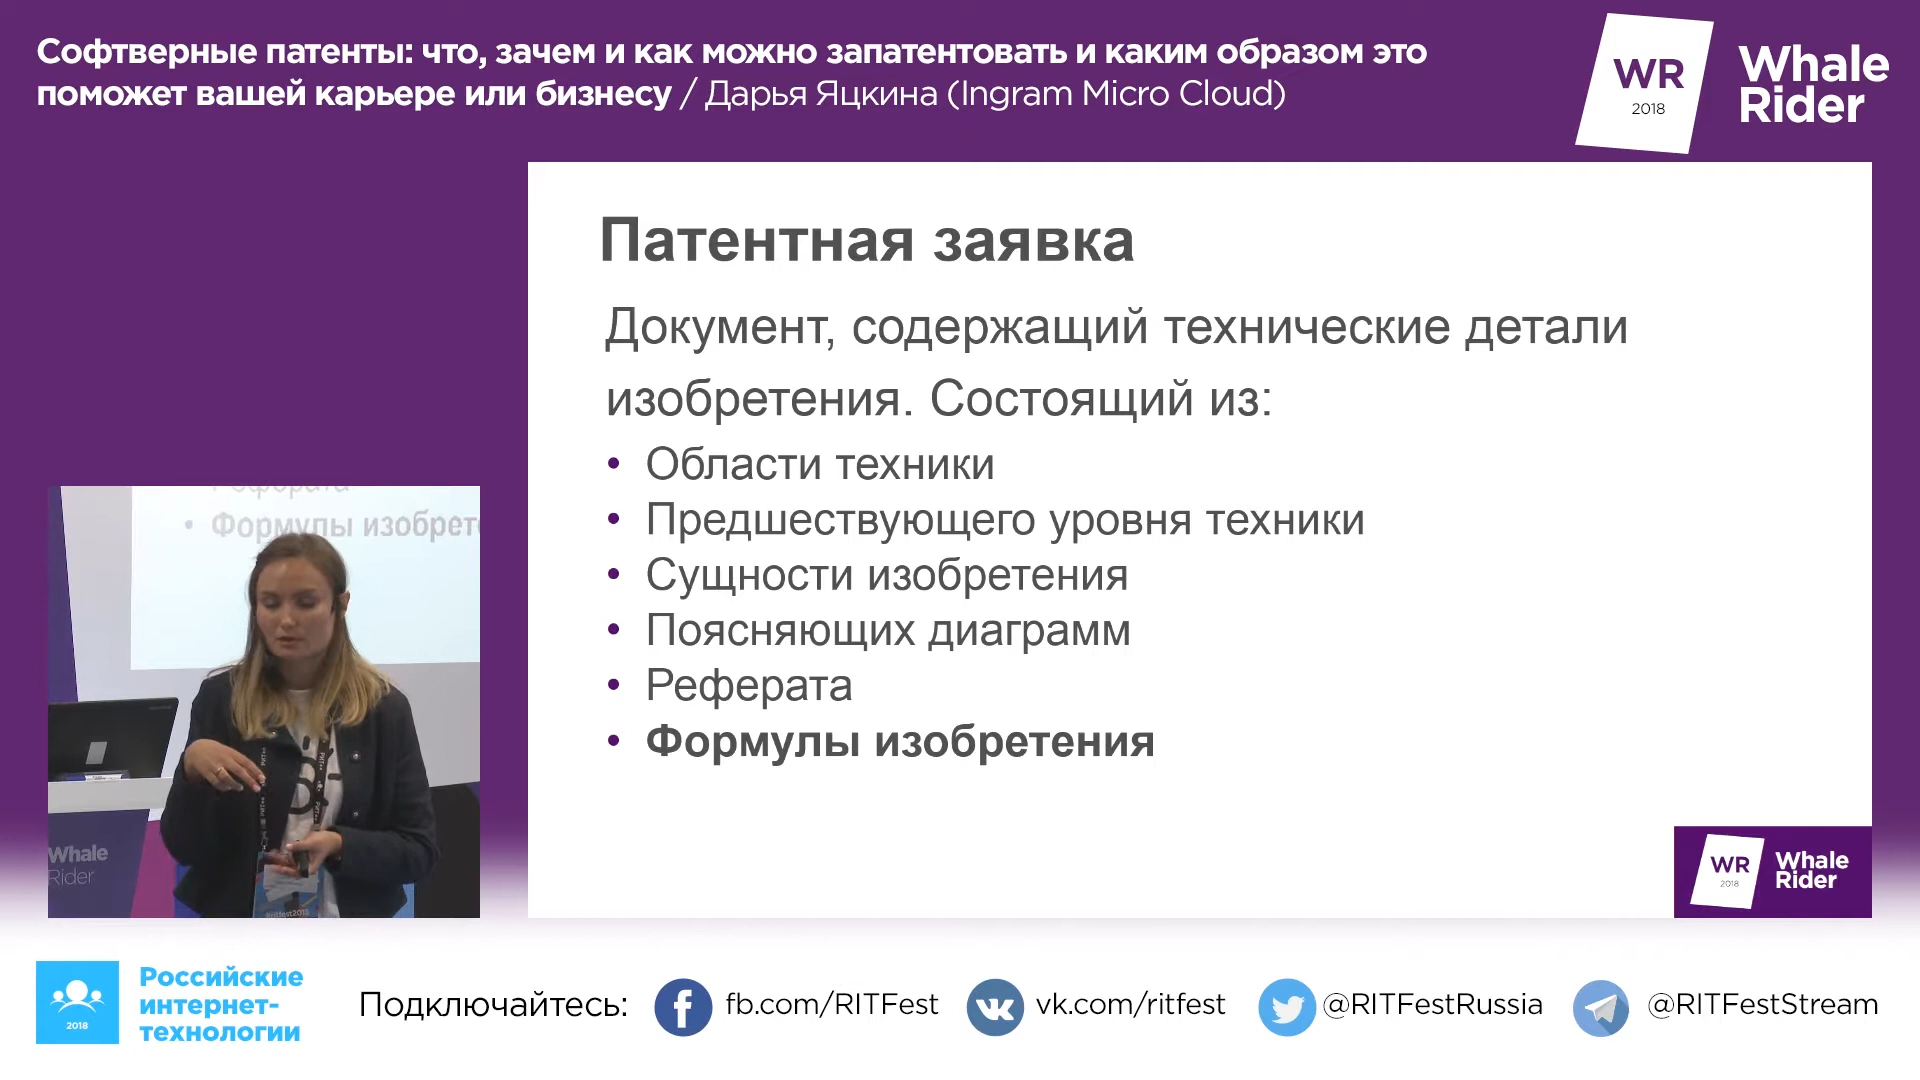 Софтверные патенты: что, зачем и как можно запатентовать и каким образом это
поможет вашей карьере или бизнесу / Дарья Яцкина (Ingram Micro Cloud)
WR
2018
Whale
Rider
Патентная заявка
Документ, содержащий технические детали
изобретения. Состоящий из:
• Области техники
• Предшествующего уровня техники
• Сущности изобретения
• Поясняющих диаграмм
• Реферата
• Формулы изобретения
Реферата
• Формулы изобрет
Whale
Rider
WR
2018
Whale
Rider
2018
Российские
интернет-
технологии
Подключайтесь:
fb.com/RITFest
vk.com/ritfest
@RITFestRussia
@RITFestStream